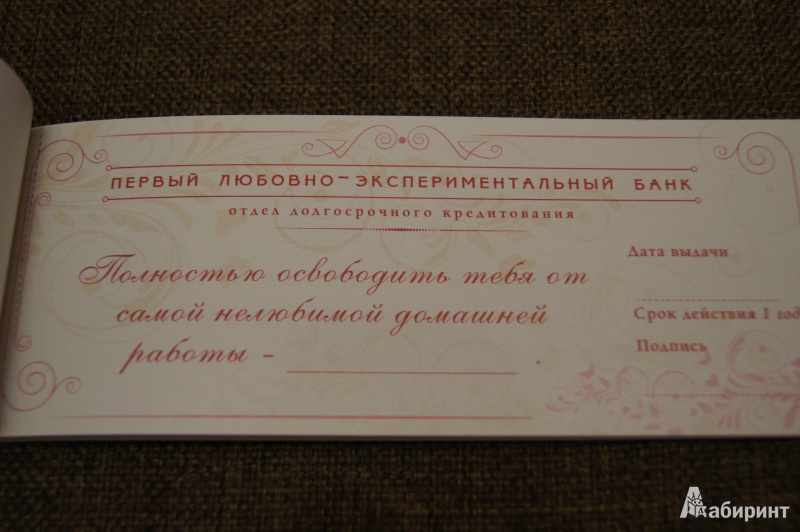 ПЕРВЫЙ ЛЮБОВНО-ЭКСПЕРИМЕНТАЛЬНЫЙ БАНК
отдел долгосрочного кредитования
Полностью освободить тебя от
самой нелюбимой домашней
работы - .
Дата выдачи
Срок действия 1 год
Подпись
Лабиринт